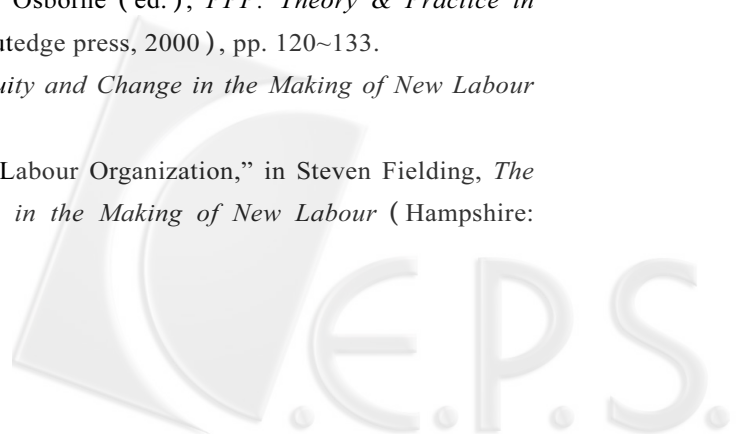 Osborne ( ed. ), PPP: Theory & Practice in
utedge press, 2000 ), pp. 120~133.
uity and Change in the Making of New Labour
Labour Organization,” in Steven Fielding, The
in the Making of New Labour ( Hampshire:
C.E.P.S.